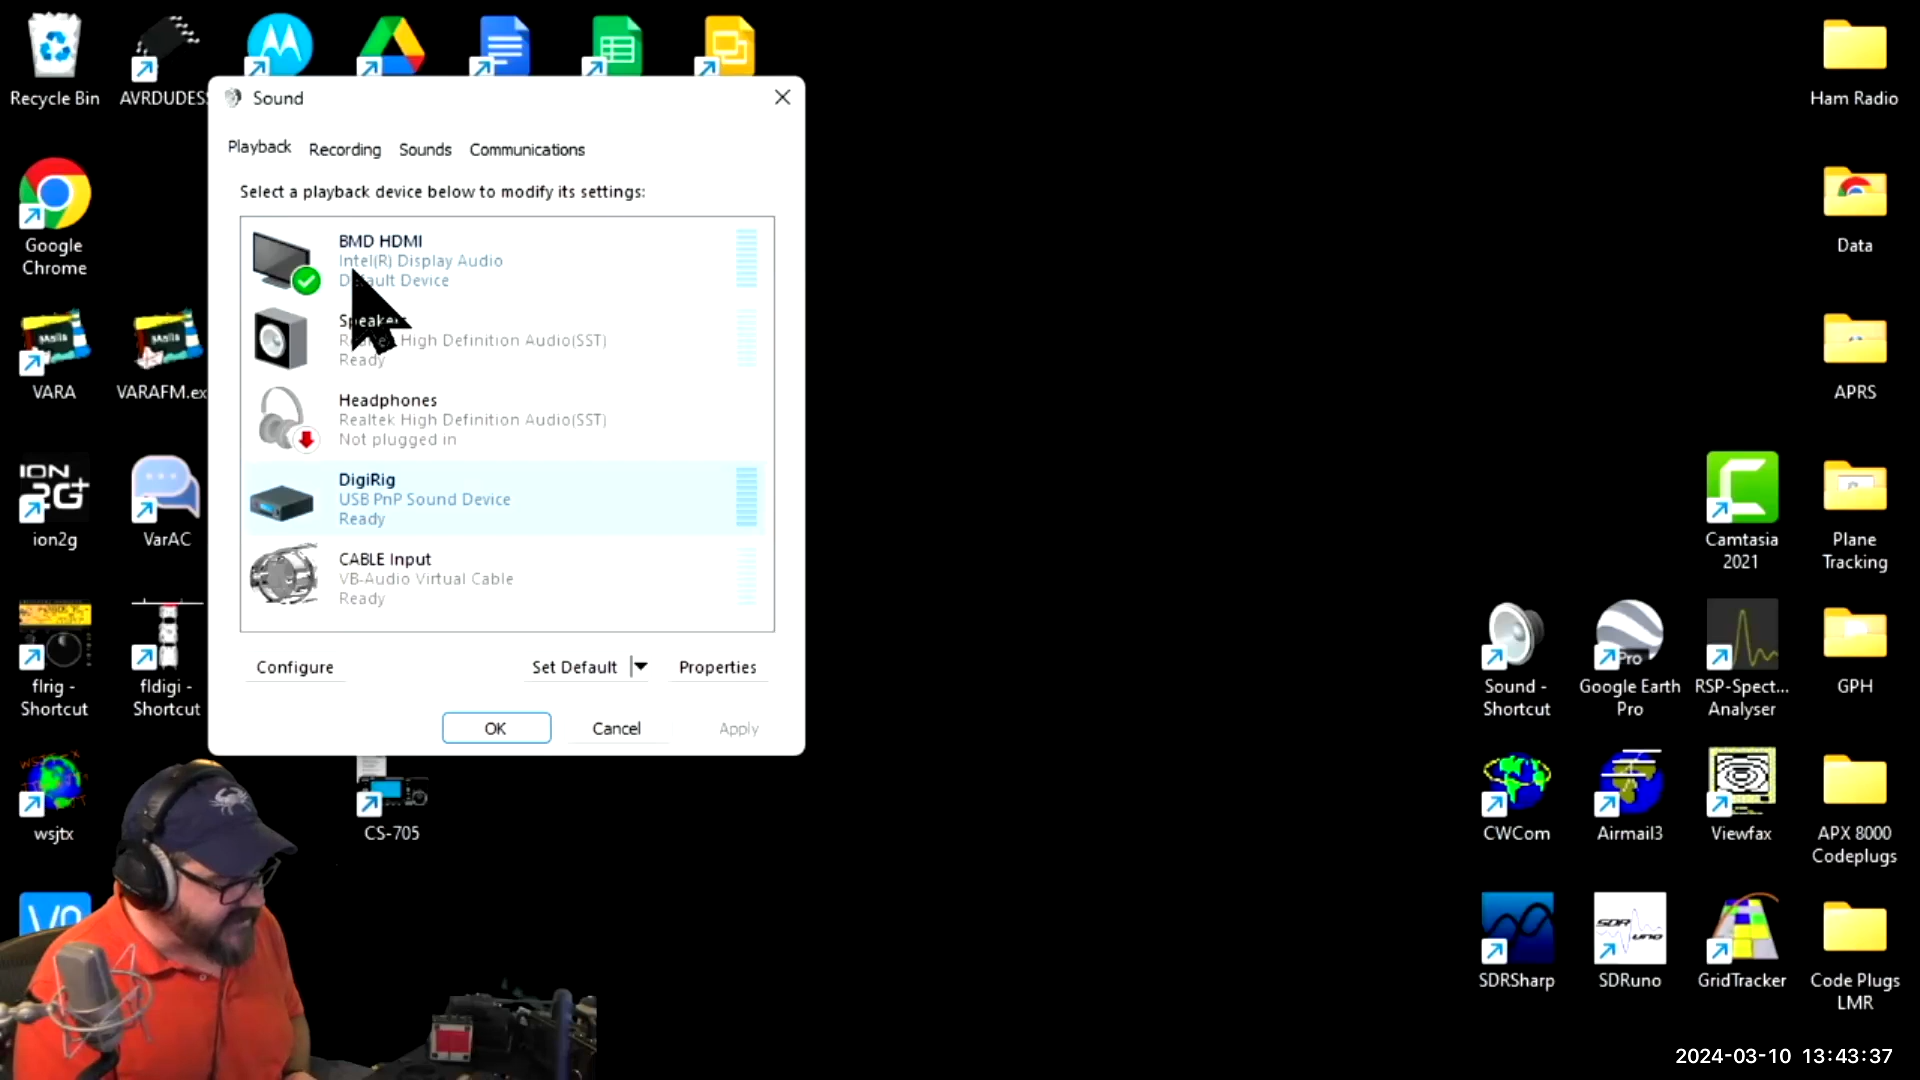 Recycle Bin
AVRDUDES
Ham Radio
Sound
Playback
Recording
Sounds
Communications
Select a playback device below to modify its settings:
BMD HDMI
Intel(R) Display Audio
Default Device
Speakers
Realtek High Definition Audio(SST)
Ready
Headphones
Realtek High Definition Audio(SST)
Not plugged in
DigiRig
USB PnP Sound Device
Ready
CABLE Input
VB-Audio Virtual Cable
Ready
Configure
Set Default
Properties
OK
Cancel
Apply
Google
Chrome
VARA
VARAFM.ex
ION
2G+
ion2g
VarAC
flrig -
Shortcut
fldigi -
Shortcut
wsjtx
CS-705
Data
APRS
Camtasia
2021
Plane
Tracking
Sound -
Shortcut
Pro
Google Earth
Pro
RSP-Spect...
Analyser
GPH
CWCom
Airmail3
Viewfax
APX 8000
Codeplugs
SDRSharp
SDR
uno
SDRuno
GridTracker
Code Plugs
LMR
2024-03-10 13:43:37